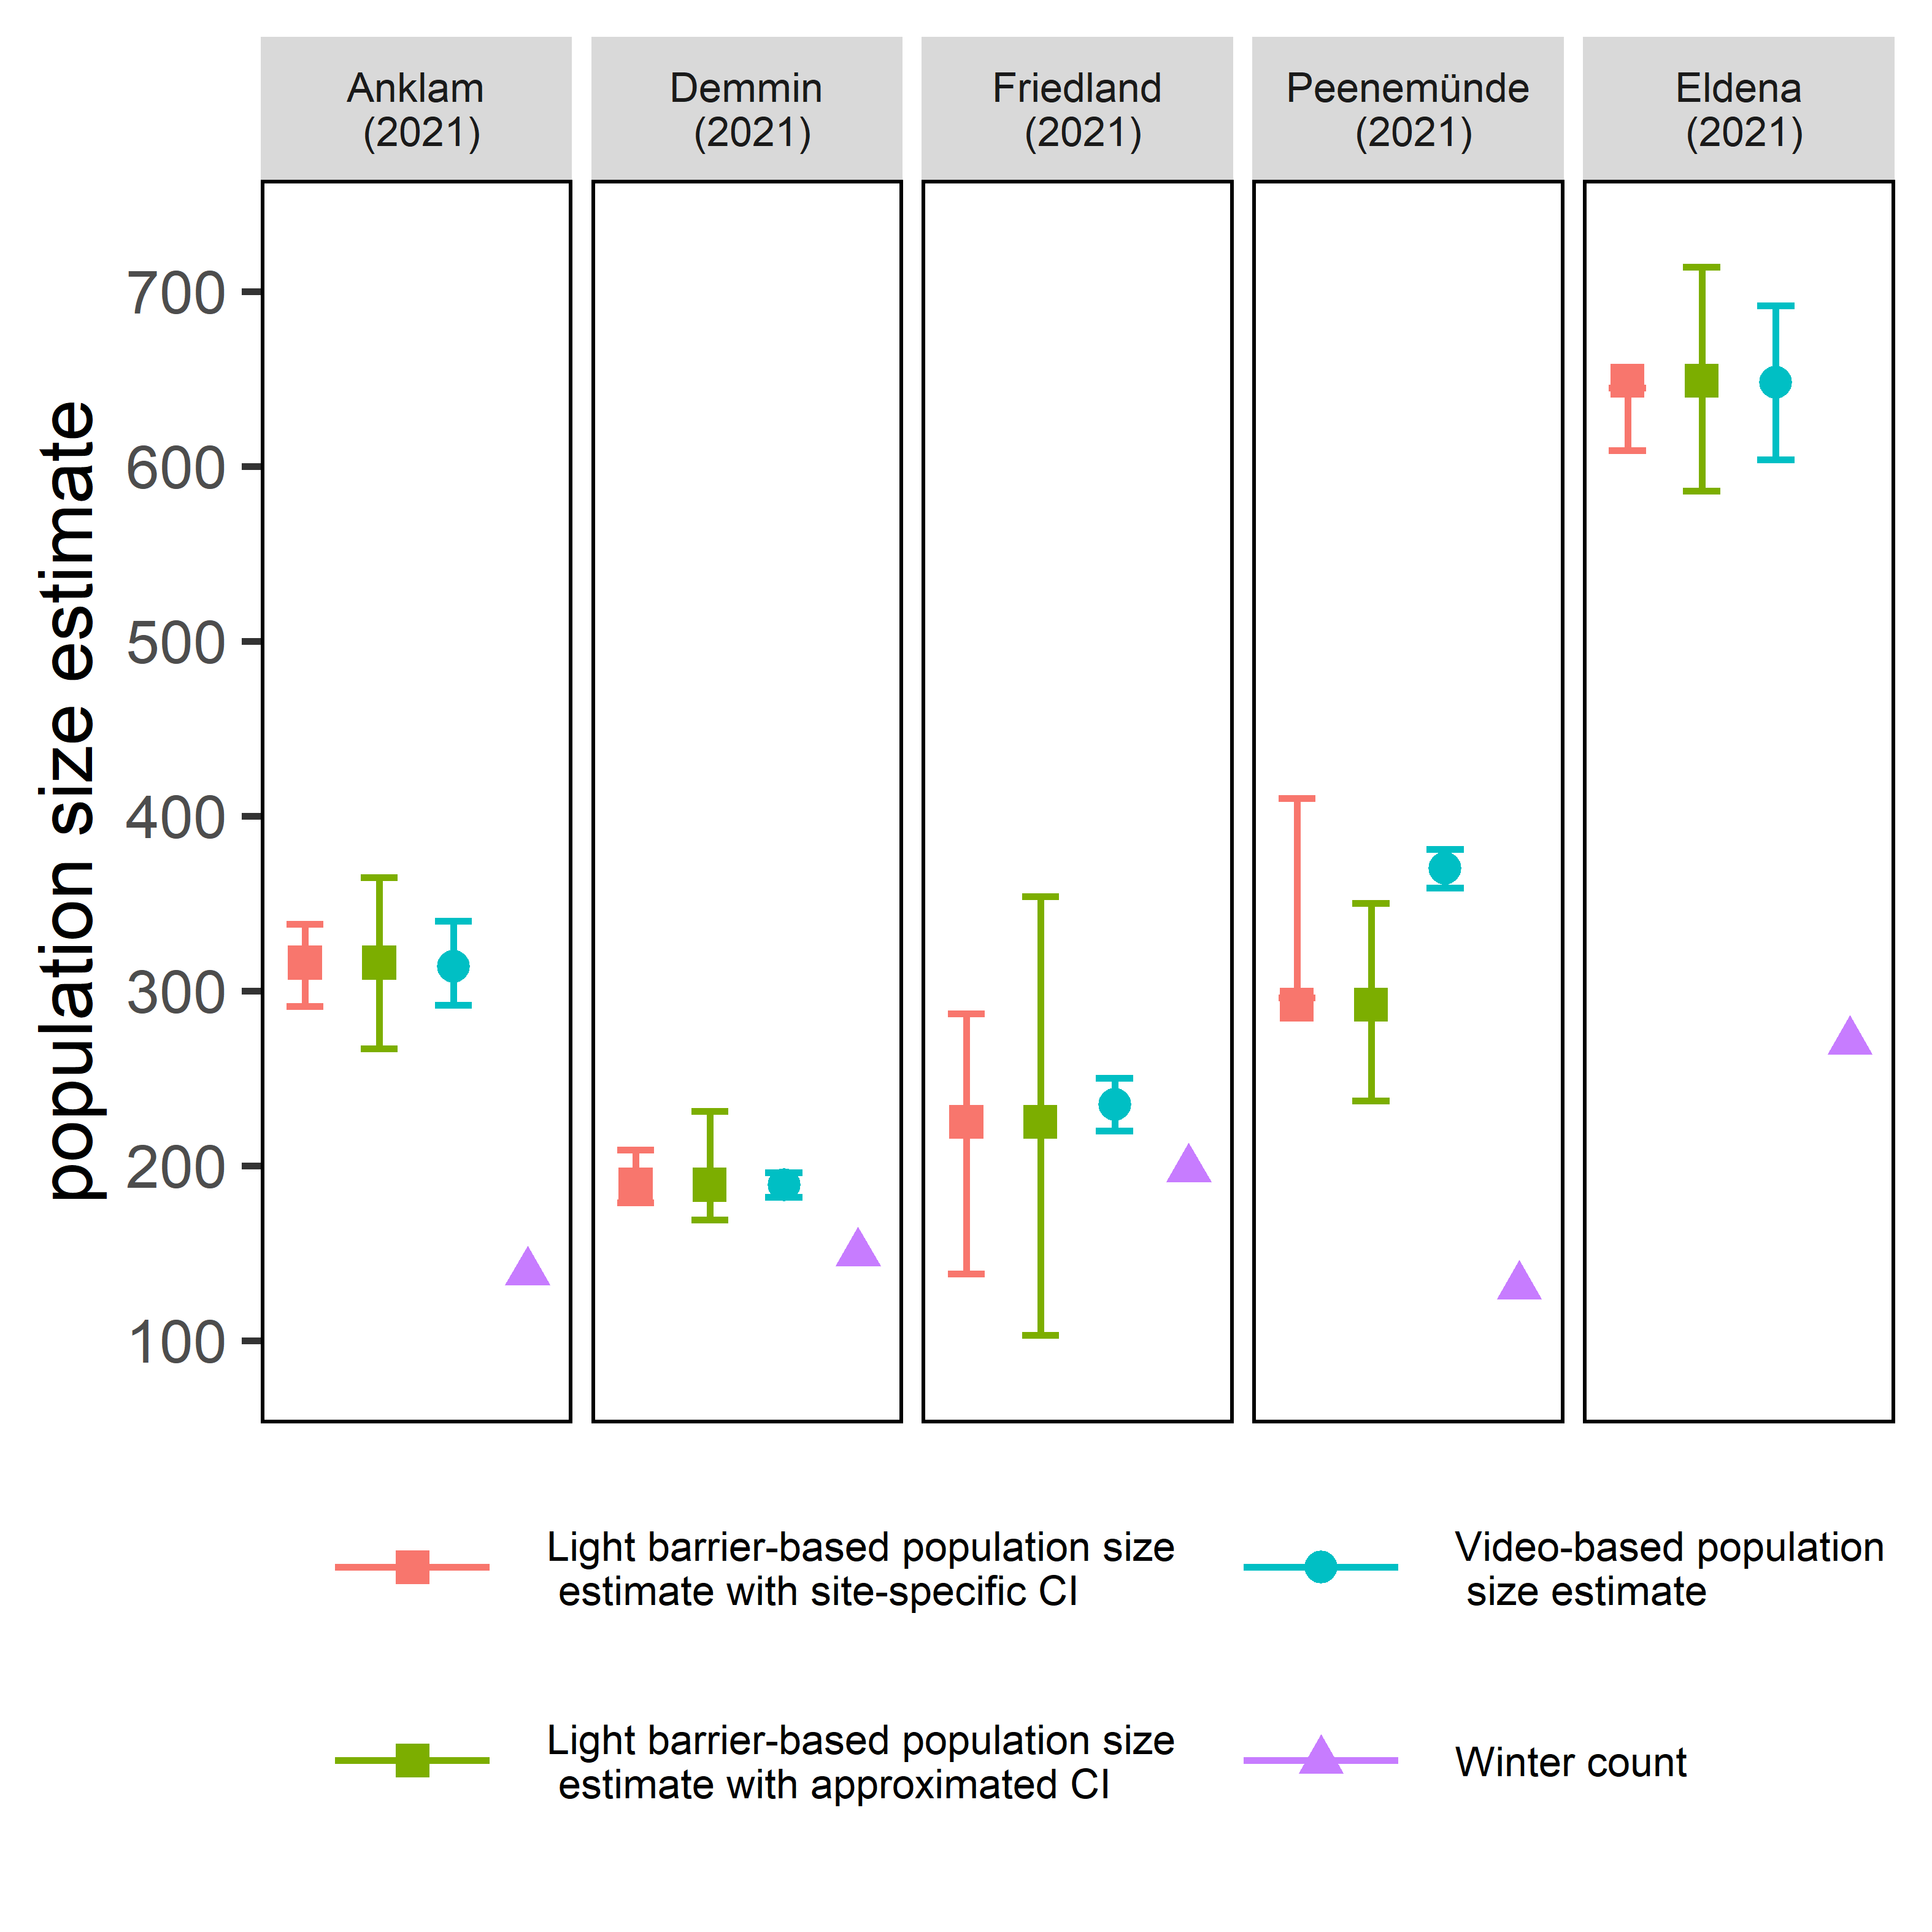 Anklam
(2021)
Demmin
(2021)
Friedland
(2021)
Peenemünde
(2021)
Eldena
(2021)
population size estimate
700
600
500
400
300
200
100
Light barrier-based population size
estimate with site-specific CI
Video-based population
size estimate
Light barrier-based population size
estimate with approximated CI
Winter count